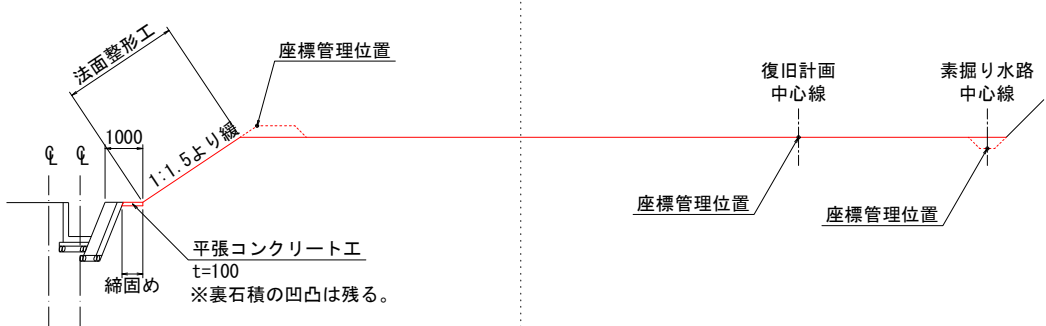 法面整形工
座標管理位置
復旧計画
中心線
素掘り水路
中心線
1000
1:1.5より緩
℄ ℄
座標管理位置
座標管理位置
平張コンクリート工
t=100
※裏石積の凹凸は残る。
締固め